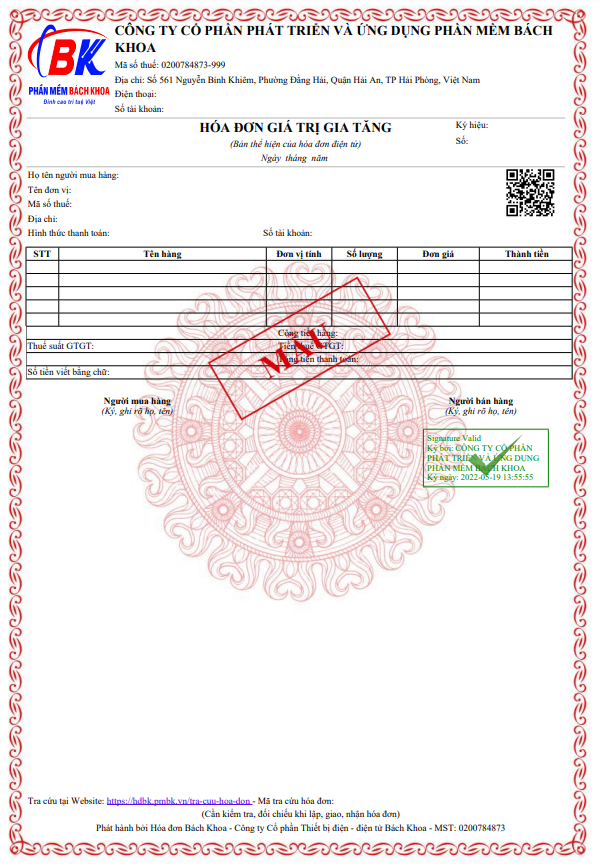 BK
PHẦN MỀM BÁCH KHOA
Đỉnh cao trí tuệ Việt
CÔNG TY CỔ PHẦN PHÁT TRIỂN VÀ ỨNG DỤNG PHẦN MỀM BÁCH
KHOA
Mã số thuế: 0200784873-999
Địa chỉ: Số 561 Nguyễn Bỉnh Khiêm, Phường Đằng Hải, Quận Hải An, TP Hải Phòng, Việt Nam
Điện thoại:
Số tài khoản:
HÓA ĐƠN GIÁ TRỊ GIA TĂNG
(Bản thể hiện của hóa đơn điện tử)
Ngày tháng năm
Ký hiệu:
Số:
Họ tên người mua hàng:
Tên đơn vị:
Mã số thuế:
Địa chỉ:
Hình thức thanh toán: Số tài khoản:
STT Tên hàng Đơn vị tính Số lượng Đơn giá Thành tiền
Cộng tiền hàng:
Thuế suất GTGT: Tiền thuế GTGT:
Tổng tiền thanh toán:
Số tiền viết bằng chữ:
MẪU
Người mua hàng Người bán hàng
(Ký, ghi rõ họ, tên) (Ký, ghi rõ họ, tên)
Signature Valid
Ký bởi: CÔNG TY CỔ PHẦN
PHÁT TRIỂN VÀ ỨNG DỤNG
PHẦN MỀM BÁCH KHOA
Ký ngày: 2022-05-19 13:55:55
Tra cứu tại Website: https://hdbk.pmbk.vn/tra-cuu-hoa-don - Mã tra cứu hóa đơn:
(Cần kiểm tra, đối chiếu khi lập, giao, nhận hóa đơn)
Phát hành bởi Hóa đơn Bách Khoa - Công ty Cổ phần Thiết bị điện - điện tử Bách Khoa - MST: 0200784873